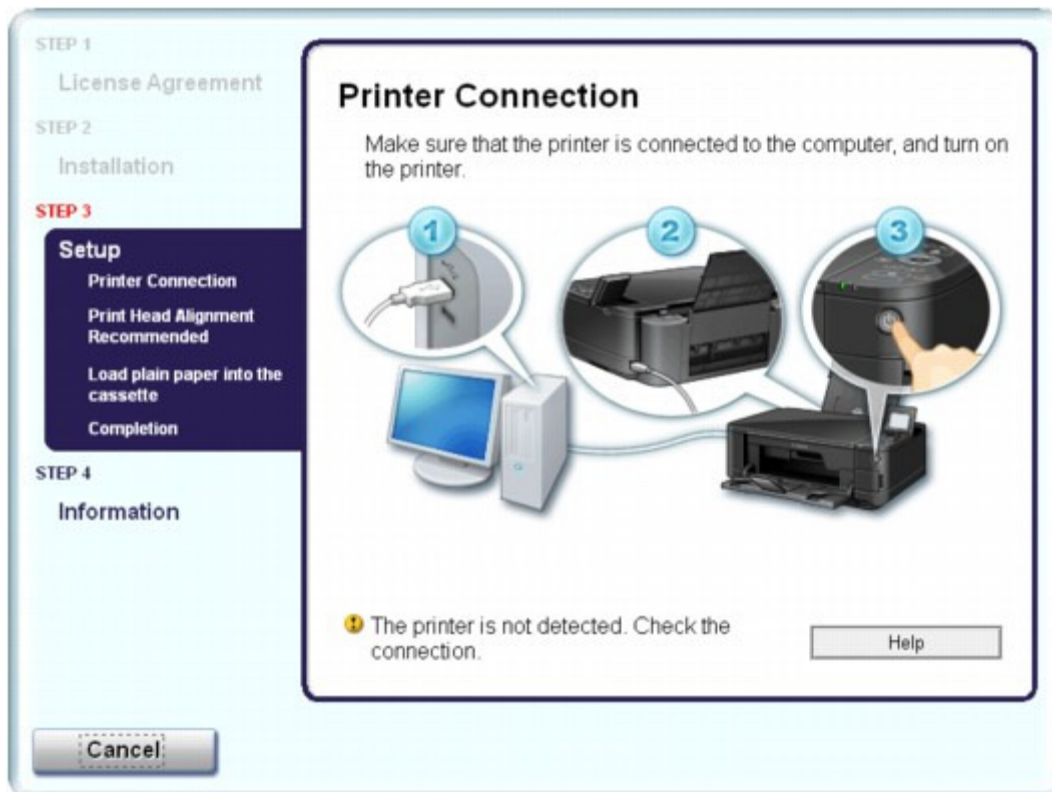 STEP 1
License Agreement
STEP 2
Installation
STEP 3
Setup
Printer Connection
Print Head Alignment
Recommended
Load plain paper into the
cassette
Completion
STEP 4
Information
Cancel
Printer Connection
Make sure that the printer is connected to the computer, and turn on
the printer.
1
2
3
The printer is not detected. Check the
connection.
Help